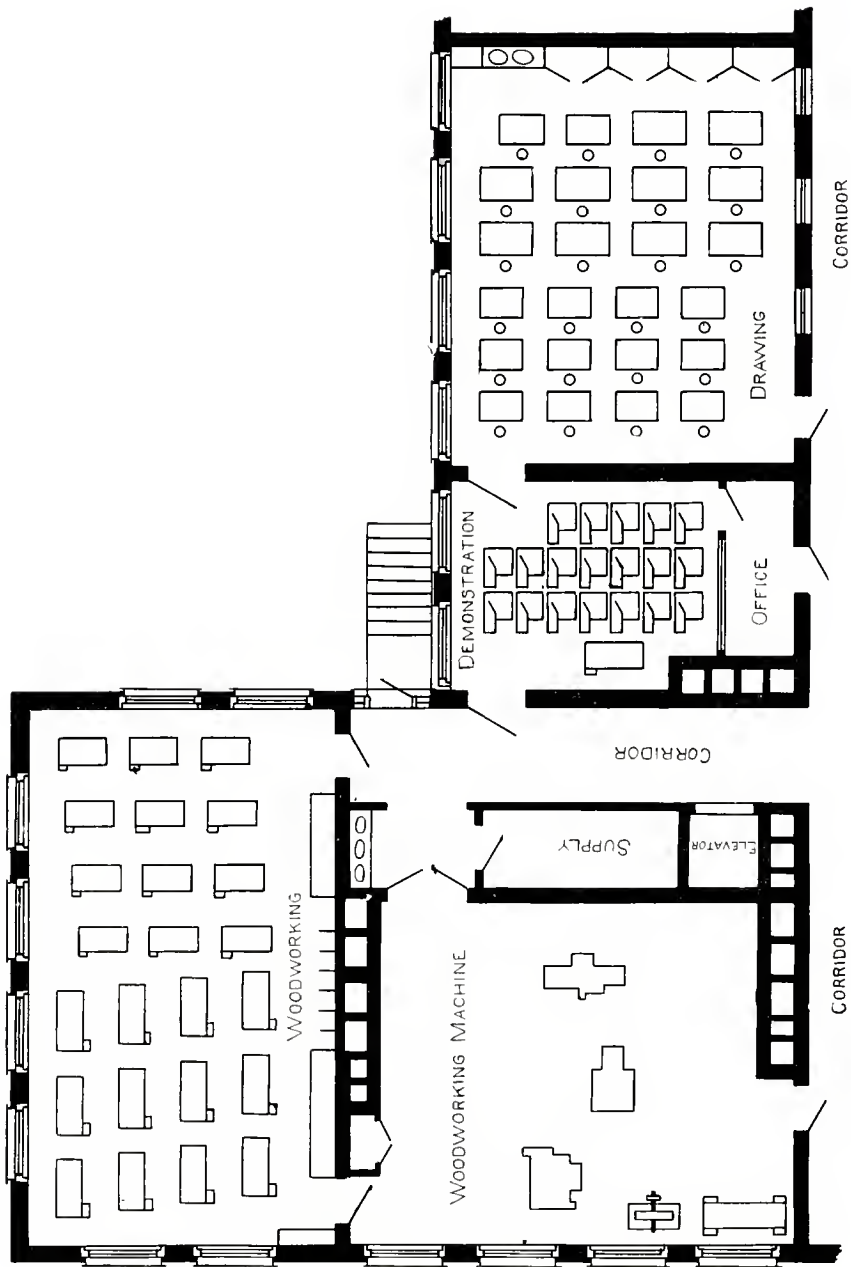 CORRIDOR
DRAWING
DEMONSTRATION
OFFICE
CORRIDOR
SUPPLY
ELEVATOR
WOODWORKING
WOODWORKING MACHINE
CORRIDOR